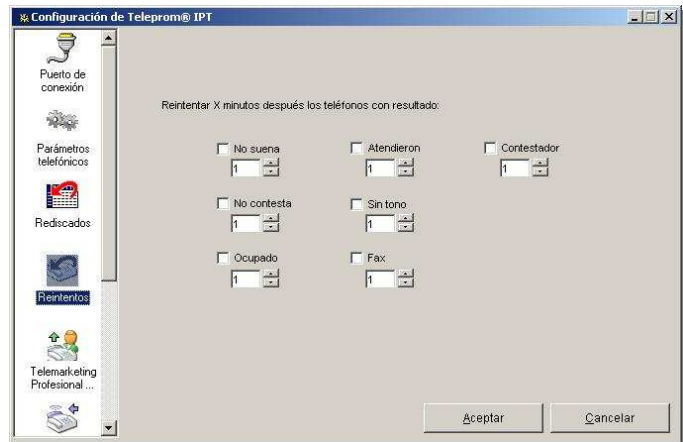 Configuración de Teleprom® IPT
Puerto de
conexión
Parámetros
telefónicos
Rediscados
Reintentos
Telemarketing
Profesional ...
Reintentar X minutos después los teléfonos con resultado:
No suena
1
Atendieron
1
Contestador
1
No contesta
1
Sin tono
1
Ocupado
1
Fax
1
Aceptar
Cancelar